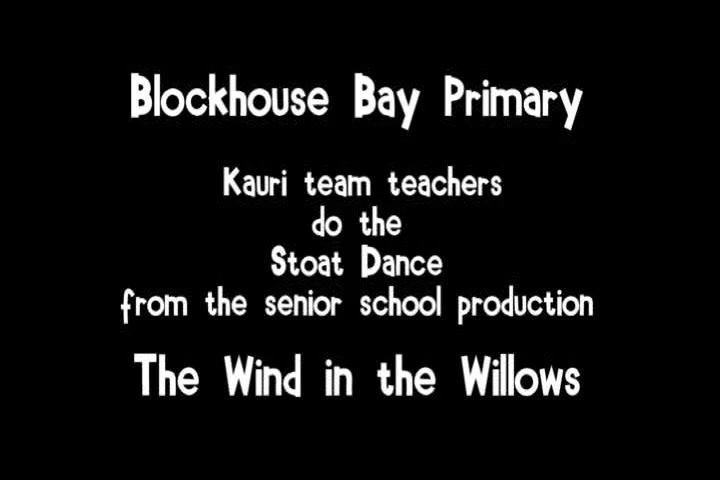 Blockhouse Bay Primary
Kauri team teachers
do the
Stoat Dance
from the senior school production
The Wind in the Willows